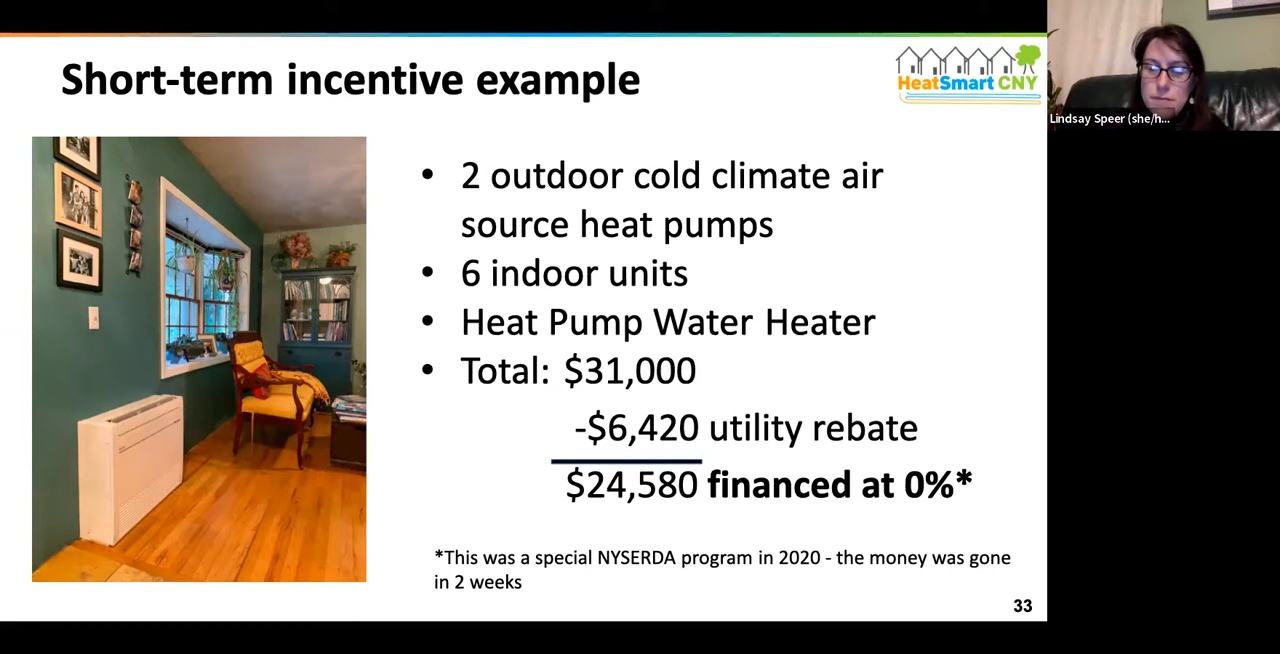 Short-term incentive example
HeatSmart CNY
• 2 outdoor cold climate air
source heat pumps
• 6 indoor units
• Heat Pump Water Heater
• Total: $31,000
-$6,420 utility rebate
$24,580 financed at 0%*
*This was a special NYSERDA program in 2020 - the money was gone
in 2 weeks
33
Lindsay Speer (she/h...